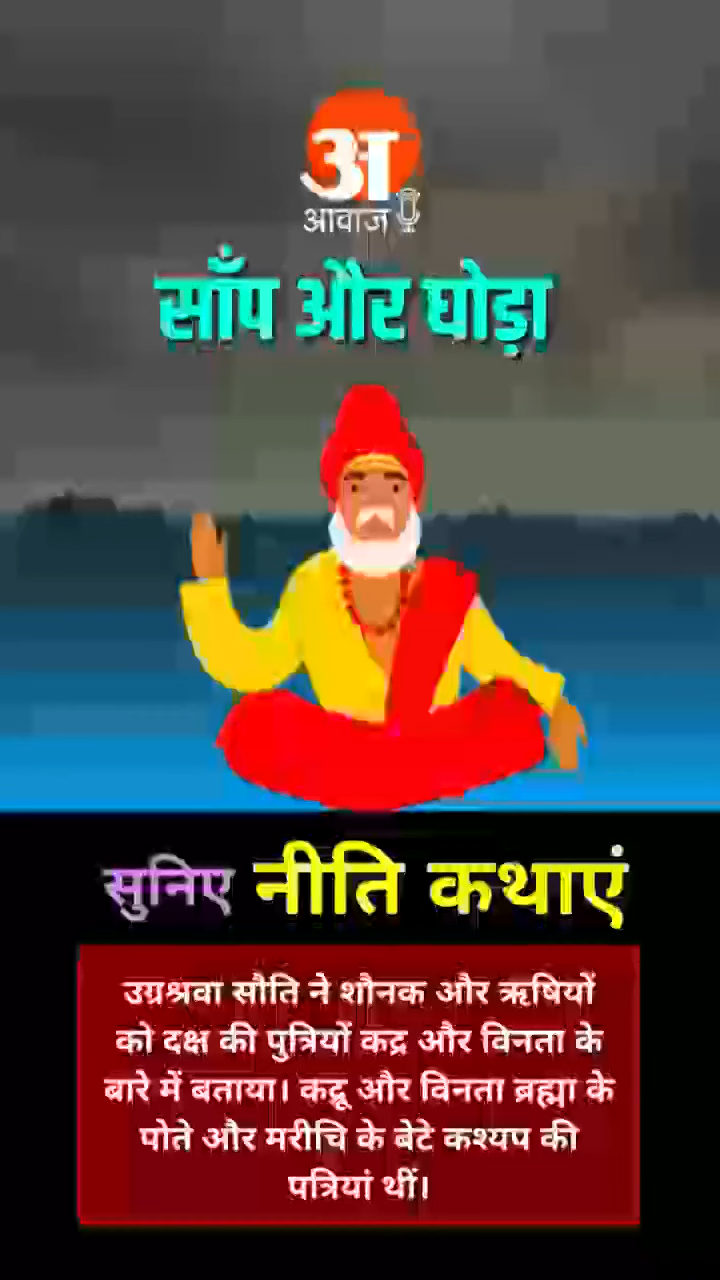 अ
आवाज
साँप और घोड़ा
सुनिए नीति कथाएं
उग्रश्रवा सौति ने शौनक और ऋषियों
को दक्ष की पुत्रियों कद्र और विनता के
बारे में बताया। कद्रू और विनता ब्रह्मा के
पोते और मरीचि के बेटे कश्यप की
पत्रियां थीं।